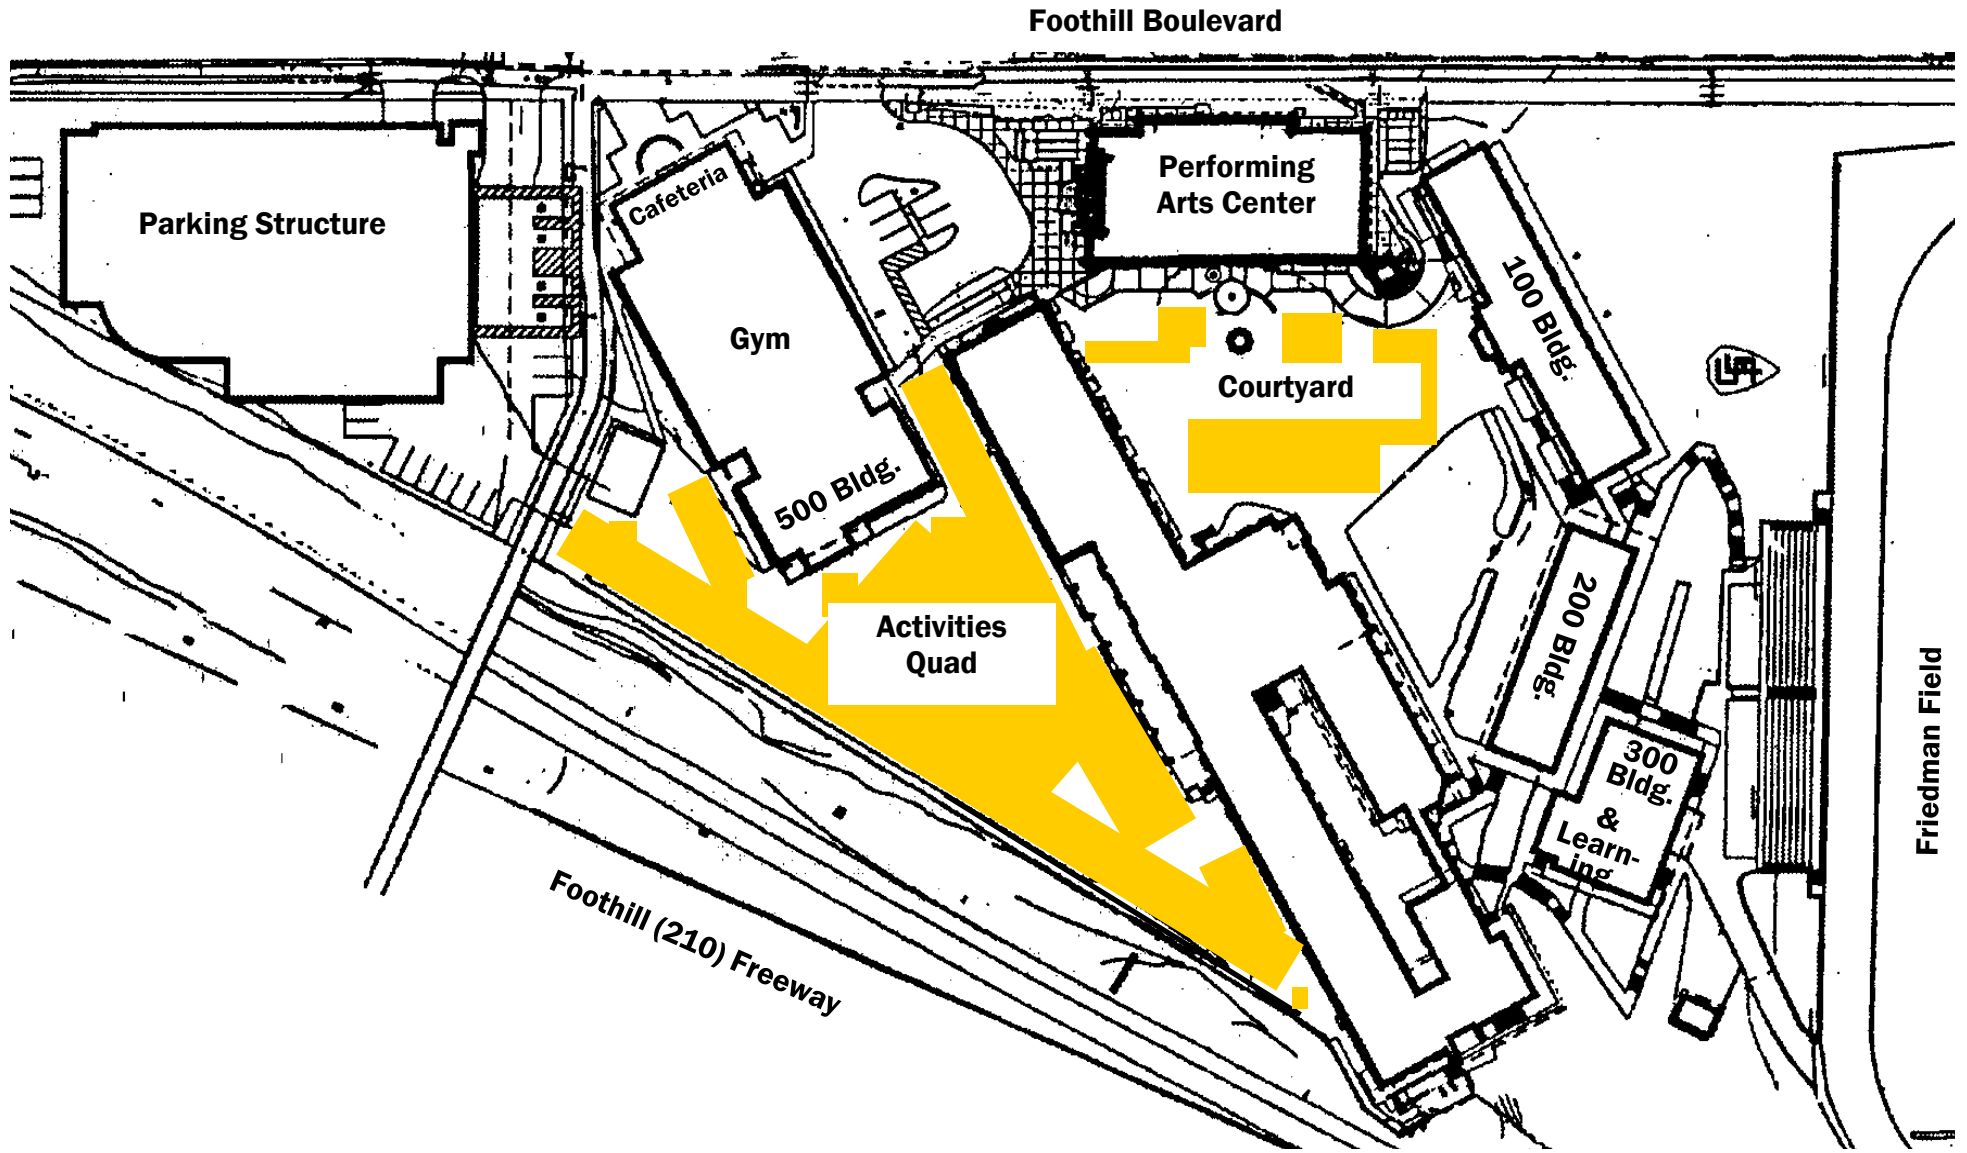 Foothill Boulevard
Parking Structure
Cafeteria
Gym
500 Bldg.
Performing
Arts Center
100 Bldg.
Courtyard
Activities
Quad
200 Bldg.
300
Bldg.
&
Learn-
ing
Friedman Field
Foothill (210) Freeway